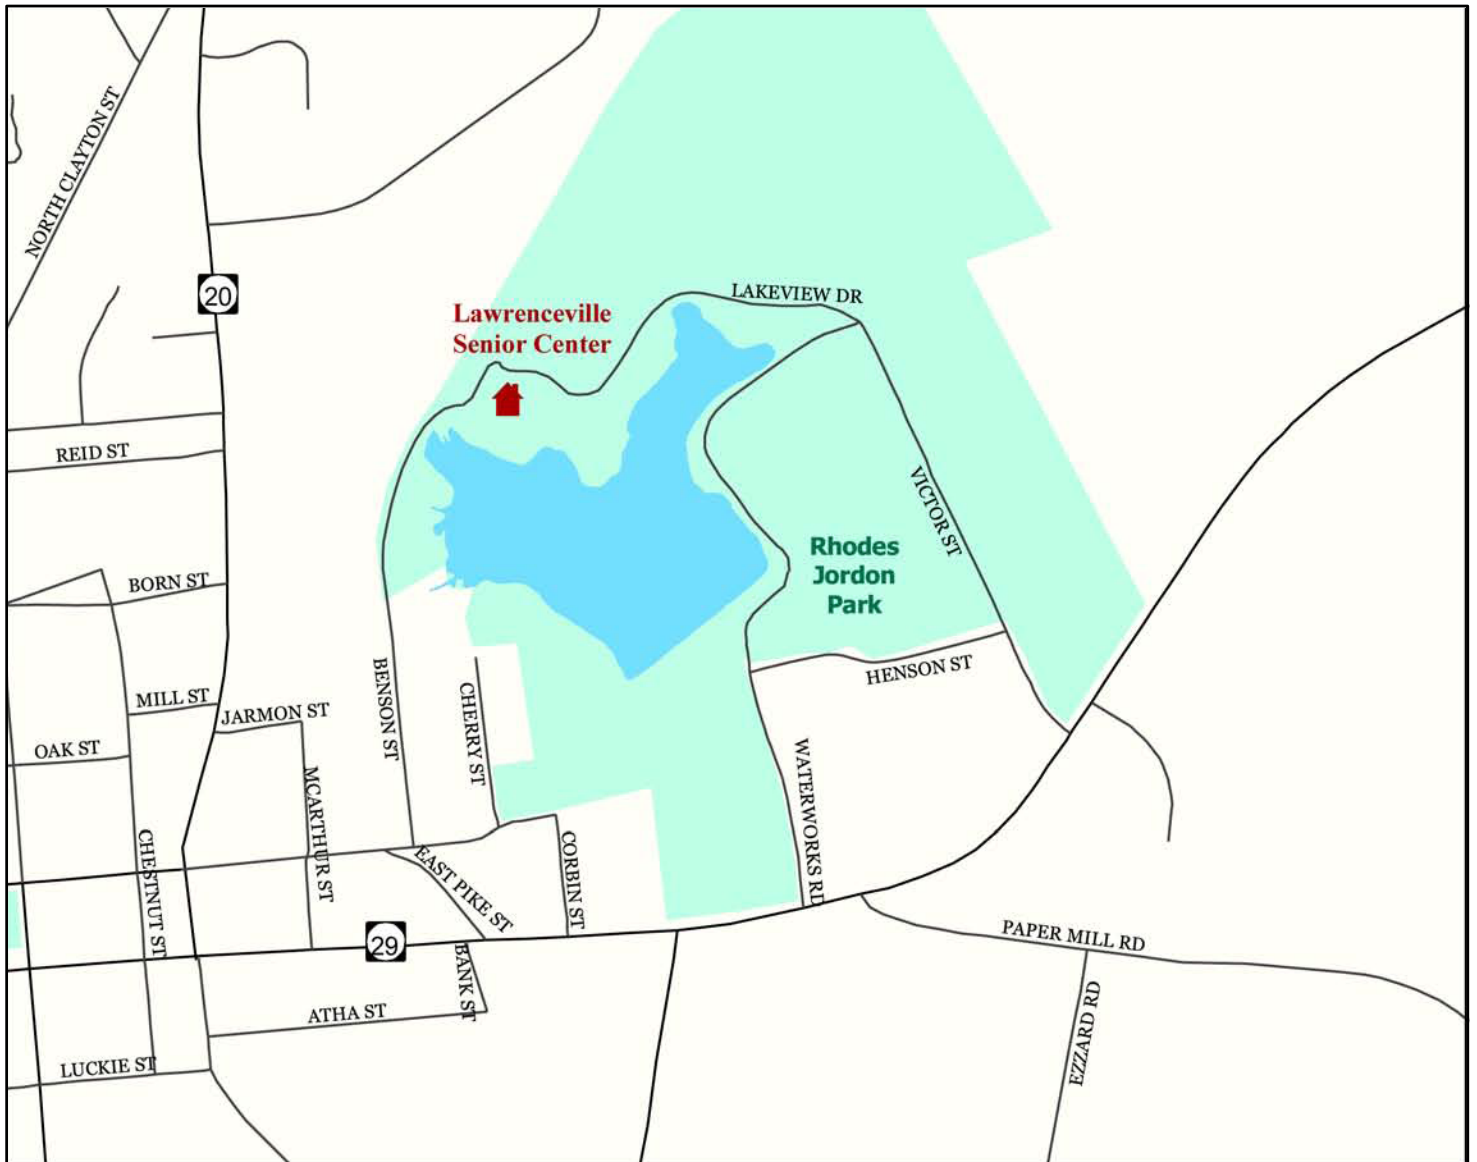 NORTH CLAYTON ST
20
LAKEVIEW DR
Lawrenceville
Senior Center
REID ST
VICTOR ST
Rhodes
Jordon
Park
BORN ST
BENSON ST
HENSON ST
CHERRY ST
MILL ST
JARMON ST
OAK ST
WATERWORKS RD
MCARTHUR ST
CHESTNUT ST
EAST PIKE ST
CORBIN ST
29
PAPER MILL RD
BANK ST
ATHA ST
EZZARD RD
LUCKIE ST